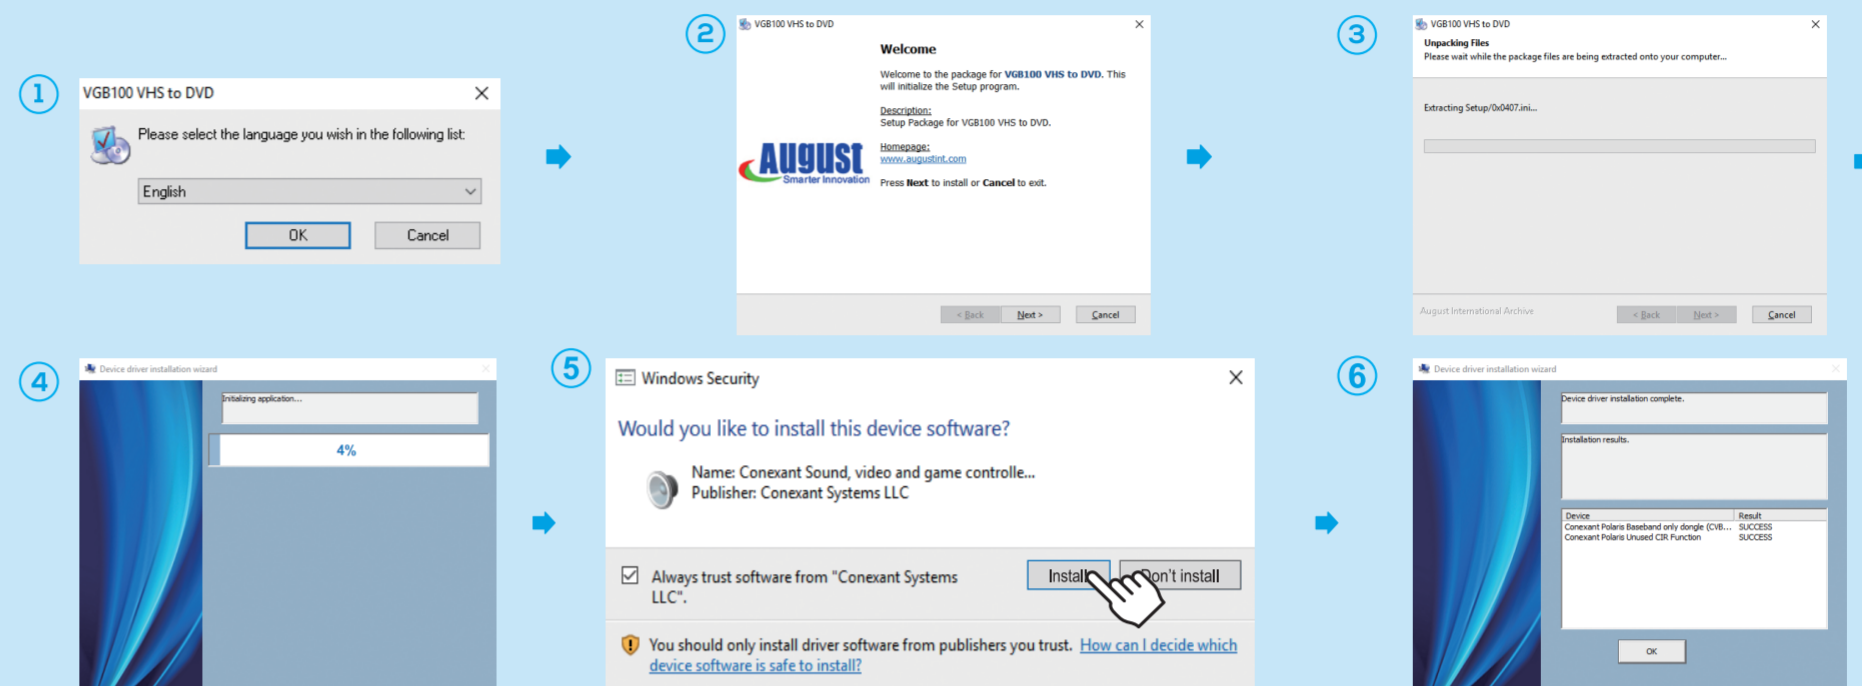 1
VGB100 VHS to DVD
Please select the language you wish in the following list:
English
OK
Cancel
2
VGB100 VHS to DVD
Welcome
Welcome to the package for VGB100 VHS to DVD. This
will initialize the Setup program.
Description:
Setup Package for VGB100 VHS to DVD.
Homepage:
www.augustint.com
Press Next to install or Cancel to exit.
AUGUST
Smarter Innovation
< Back
Next >
Cancel
3
VGB100 VHS to DVD
Unpacking Files
Please wait while the package files are being extracted onto your computer...
Extracting Setup/0x0407.ini...
August International Archive
< Back
Next >
Cancel
4
Device driver installation wizard
Initializing application...
4%
5
Windows Security
Would you like to install this device software?
Name: Conexant Sound, video and game controlle...
Publisher: Conexant Systems LLC
Always trust software from "Conexant Systems
LLC".
Install
Don't install
You should only install driver software from publishers you trust. How can I decide which
device software is safe to install?
6
Device driver installation wizard
Device driver installation complete.
Installation results.
Device Result
Conexant Polaris Baseband only dongle (CVB... SUCCESS
Conexant Polaris Unused CIR Function SUCCESS
OK